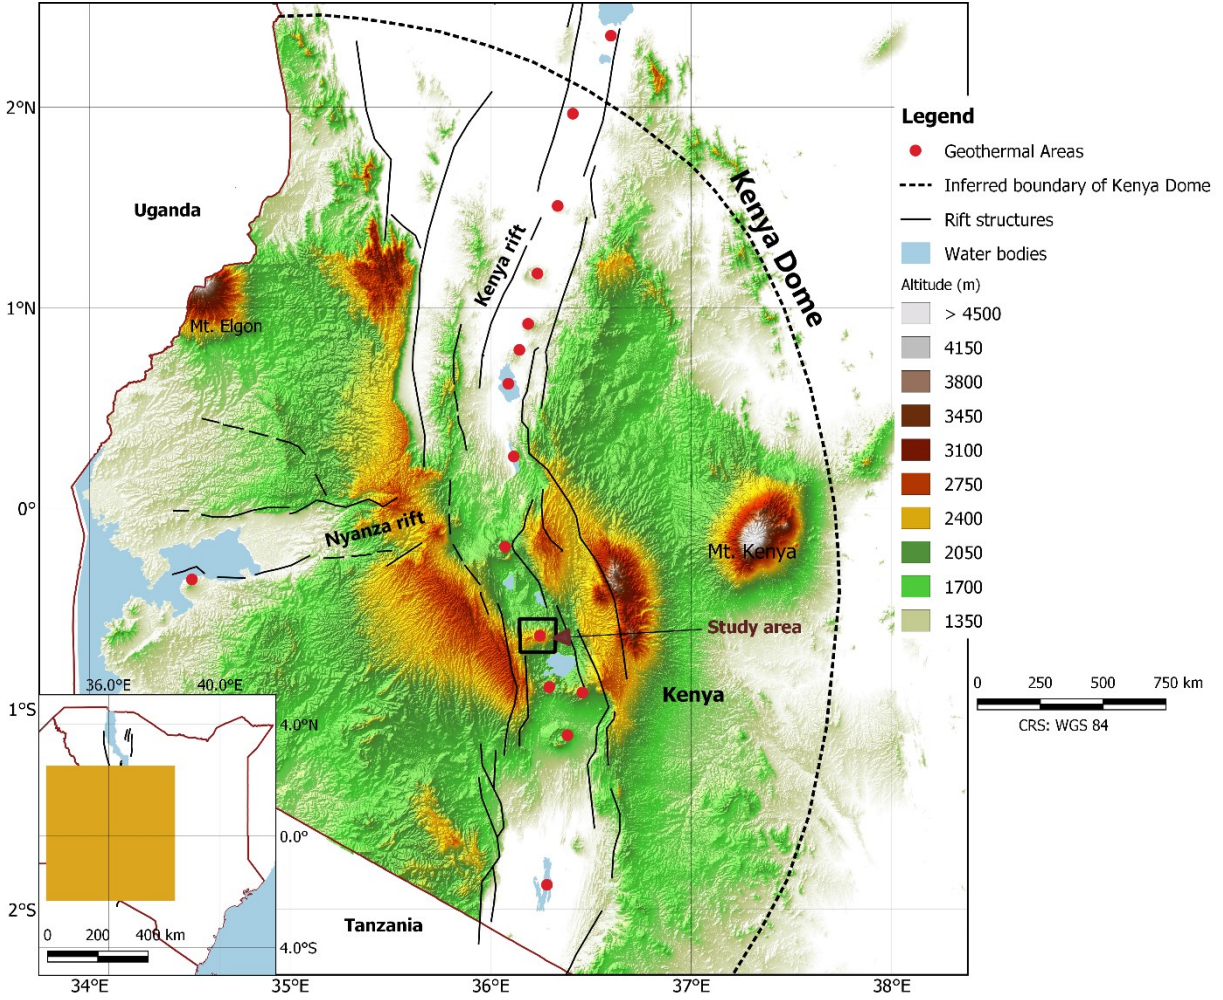 2°N
1°N
0°
1°S
2°S
34°E
35°E
36°E
37°E
38°E
Uganda
Mt. Elgon
Kenya rift
Kenya Dome
Nyanza rift
Mt. Kenya
Study area
Kenya
Tanzania
36.0°E
40.0°E
4.0°N
0.0°
4.0°S
0 200 400 km
Legend
Geothermal Areas
Inferred boundary of Kenya Dome
Rift structures
Water bodies
Altitude (m)
> 4500
4150
3800
3450
3100
2750
2400
2050
1700
1350
0 250 500 750 km
CRS: WGS 84